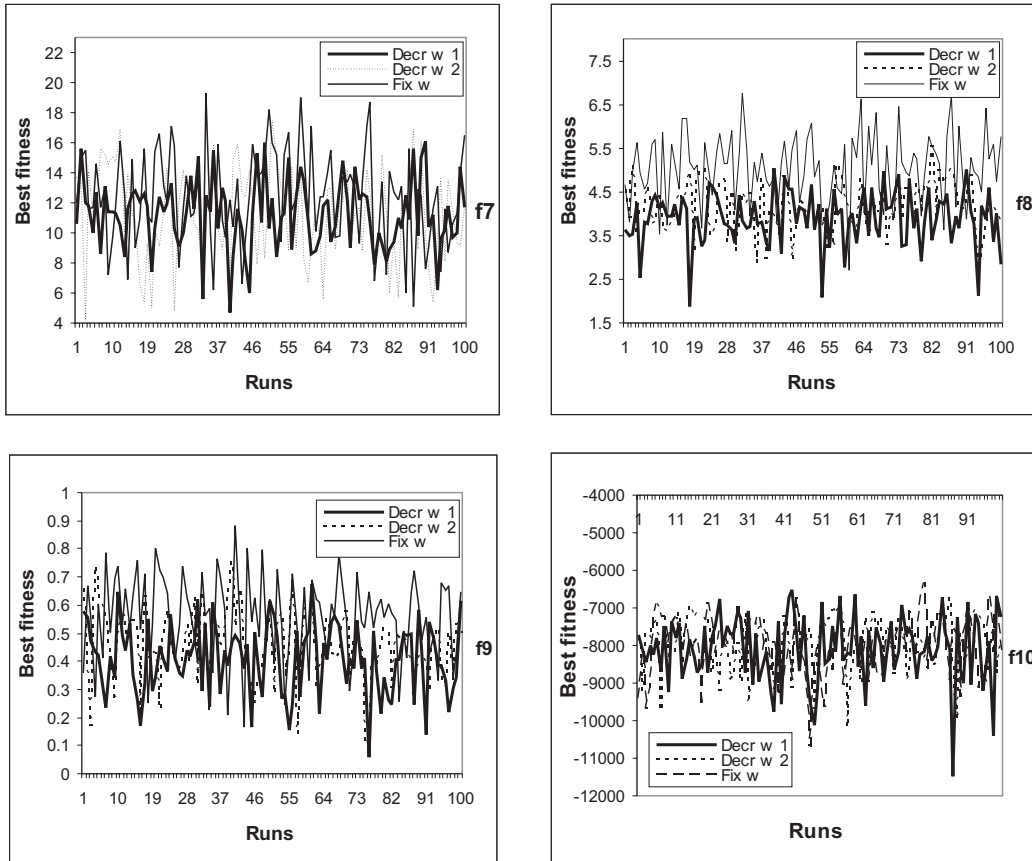 22
20
18
16
14
12
10
8
6
4
Best fitness
Decr w 1
Decr w 2
Fix w
1 10 19 28 37 46 55 64 73 82 91 100
Runs
f7
7.5
6.5
5.5
4.5
3.5
2.5
1.5
Best fitness
Decr w 1
Decr w 2
Fix w
1 10 19 28 37 46 55 64 73 82 91 100
Runs
f8
1
0.9
0.8
0.7
0.6
0.5
0.4
0.3
0.2
0.1
0
Best fitness
Decr w 1
Decr w 2
Fix w
1 10 19 28 37 46 55 64 73 82 91 100
Runs
f9
-4000
-5000
-6000
-7000
-8000
-9000
-10000
-11000
-12000
Best fitness
1 11 21 31 41 51 61 71 81 91
Decr w 1
Decr w 2
Fix w
Runs
f10